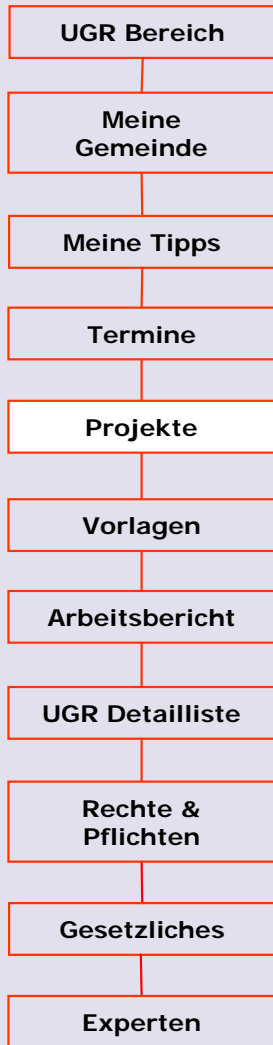 UGR Bereich
Meine
Gemeinde
Meine Tipps
Termine
Projekte
Vorlagen
Arbeitsbericht
UGR Detailliste
Rechte &
Pflichten
Gesetzliches
Experten